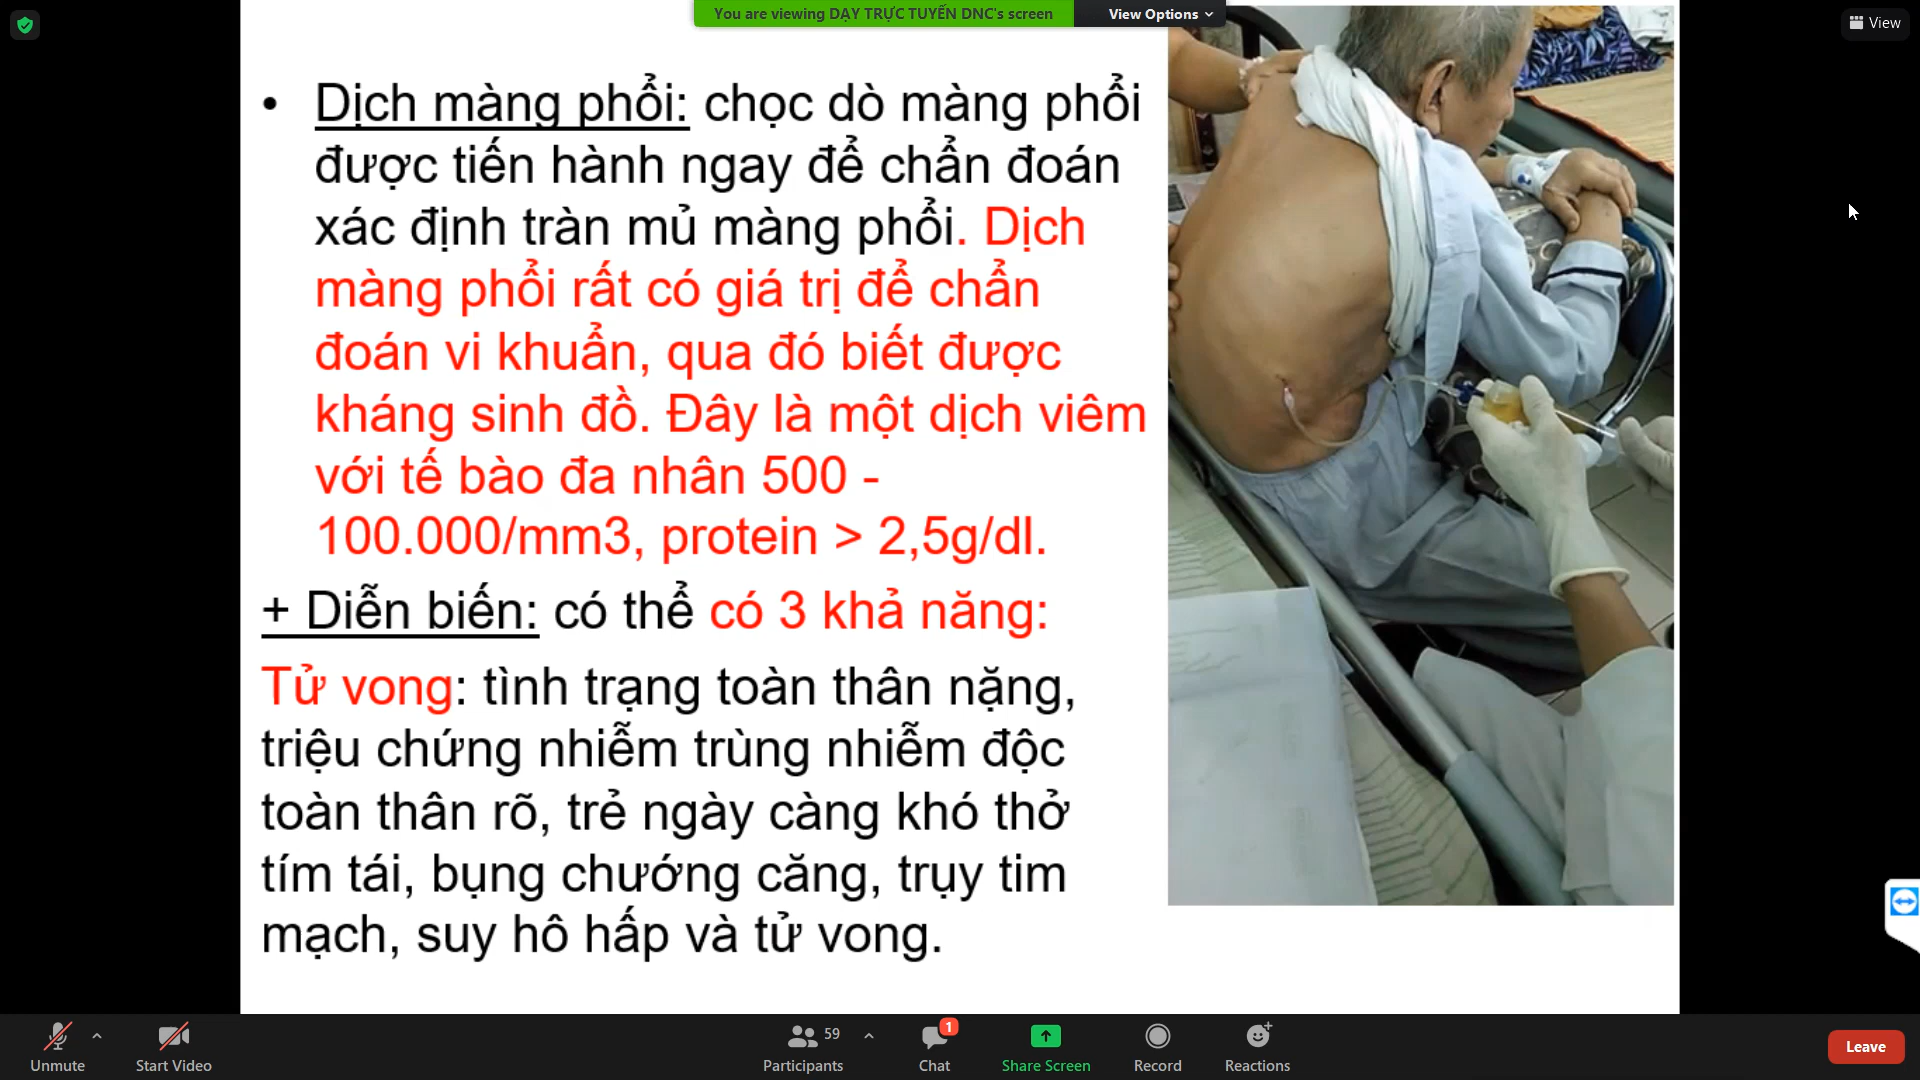 You are viewing DẠY TRỰC TUYẾN DNC's screen
View Options
View
• Dịch màng phổi: chọc dò màng phổi
được tiến hành ngay để chẩn đoán
xác định tràn mủ màng phổi. Dịch
màng phổi rất có giá trị để chẩn
đoán vi khuẩn, qua đó biết được
kháng sinh đồ. Đây là một dịch viêm
với tế bào đa nhân 500 -
100.000/mm3, protein > 2,5g/dl.
+ Diễn biến: có thể có 3 khả năng:
Tử vong: tình trạng toàn thân nặng,
triệu chứng nhiễm trùng nhiễm độc
toàn thân rõ, trẻ ngày càng khó thở
tím tái, bụng chướng căng, trụy tim
mạch, suy hô hấp và tử vong.
Unmute
Start Video
Participants
59
Chat
1
Share Screen
Record
Reactions
Leave